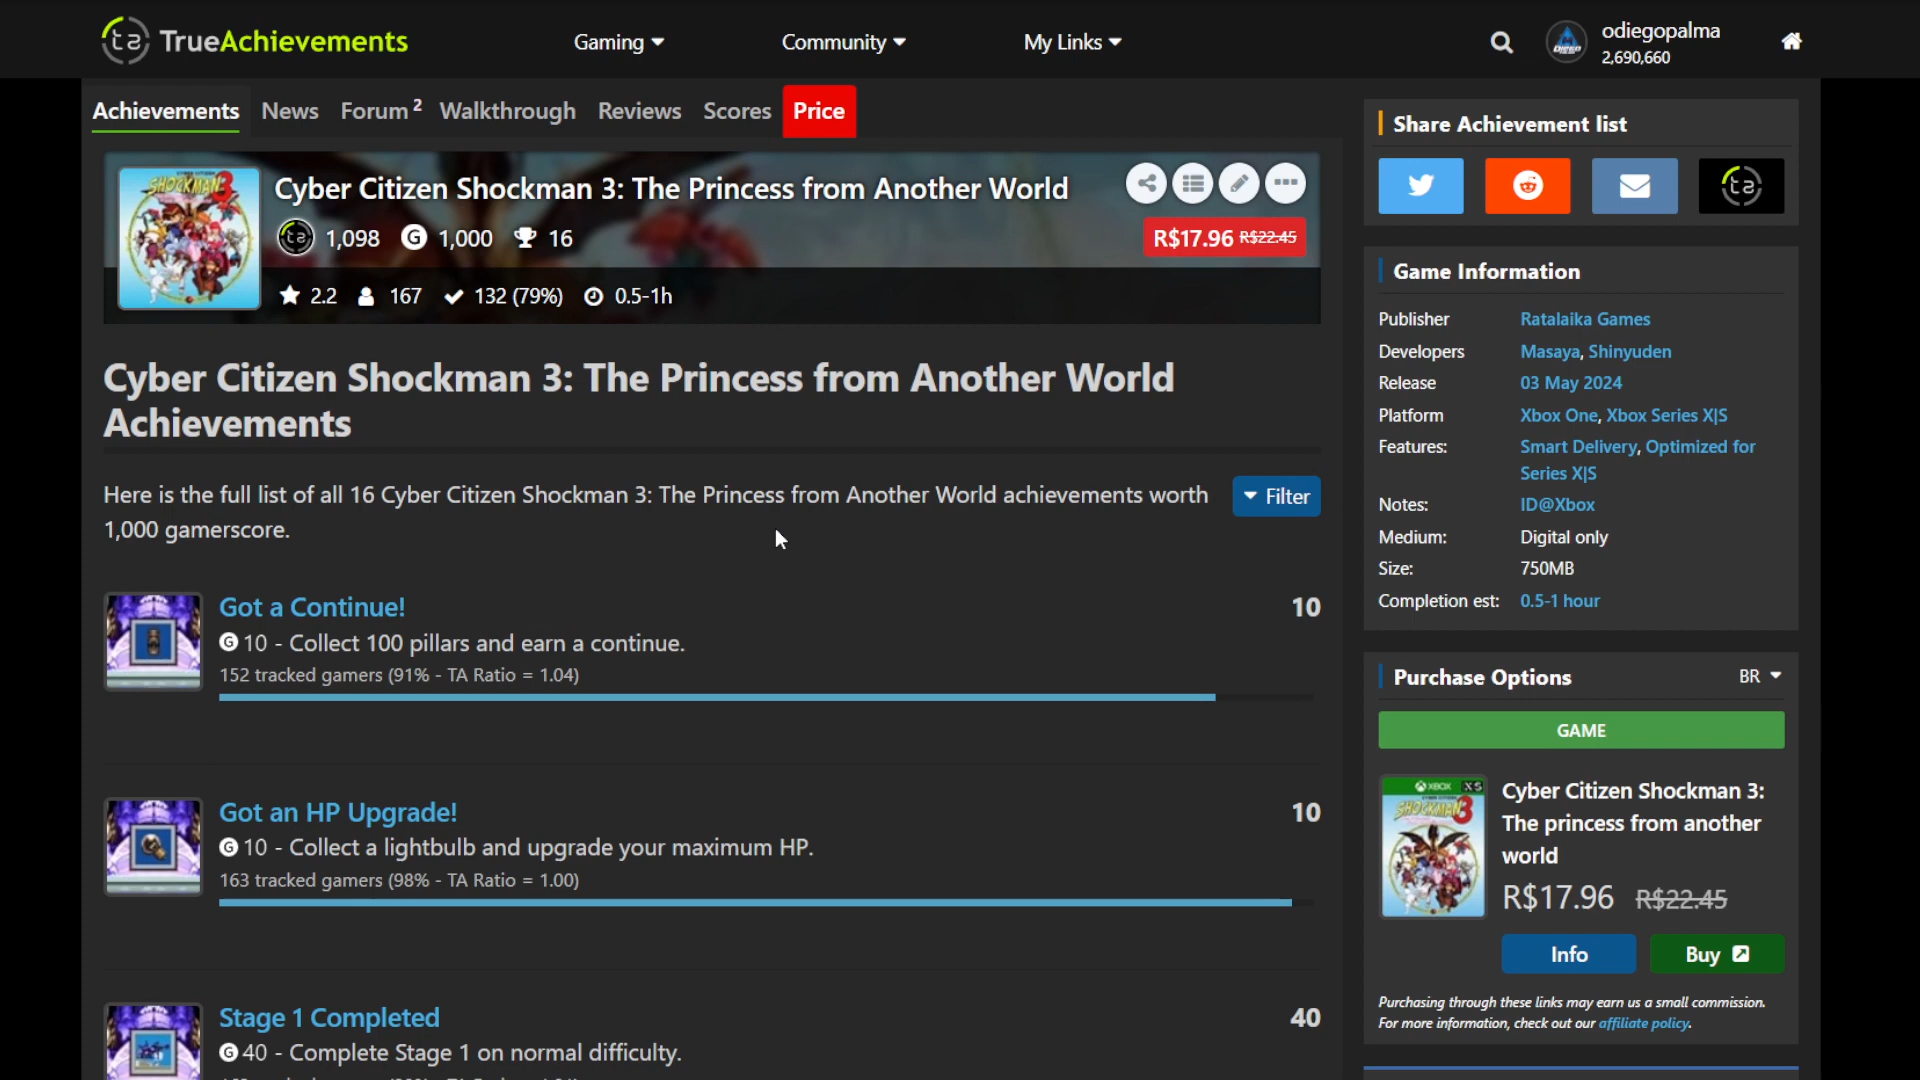 TrueAchievements
Gaming
Community
My Links
odiegopalma
2,690,660
Achievements
News
Forum 2
Walkthrough
Reviews
Scores
Price
SHOCKMAN 3
Cyber Citizen Shockman 3: The Princess from Another World
1,098
1,000
16
R$17.96 R$22.45
2.2
167
132 (79%)
0.5-1h
Cyber Citizen Shockman 3: The Princess from Another World
Achievements
Here is the full list of all 16 Cyber Citizen Shockman 3: The Princess from Another World achievements worth
1,000 gamerscore.
Filter
Got a Continue!
10
G 10 - Collect 100 pillars and earn a continue.
152 tracked gamers (91% - TA Ratio = 1.04)
Got an HP Upgrade!
10
G 10 - Collect a lightbulb and upgrade your maximum HP.
163 tracked gamers (98% - TA Ratio = 1.00)
Stage 1 Completed
40
G 40 - Complete Stage 1 on normal difficulty.
Share Achievement list
Game Information
Publisher Ratalaika Games
Developers Masaya, Shinyuden
Release 03 May 2024
Platform Xbox One, Xbox Series X|S
Features: Smart Delivery, Optimized for
Series X|S
Notes: ID@Xbox
Medium: Digital only
Size: 750MB
Completion est: 0.5-1 hour
Purchase Options
BR
GAME
XBOX XS
SHOCKMAN 3
Cyber Citizen Shockman 3:
The princess from another
world
R$17.96 R$22.45
Info
Buy
Purchasing through these links may earn us a small commission.
For more information, check out our affiliate policy.